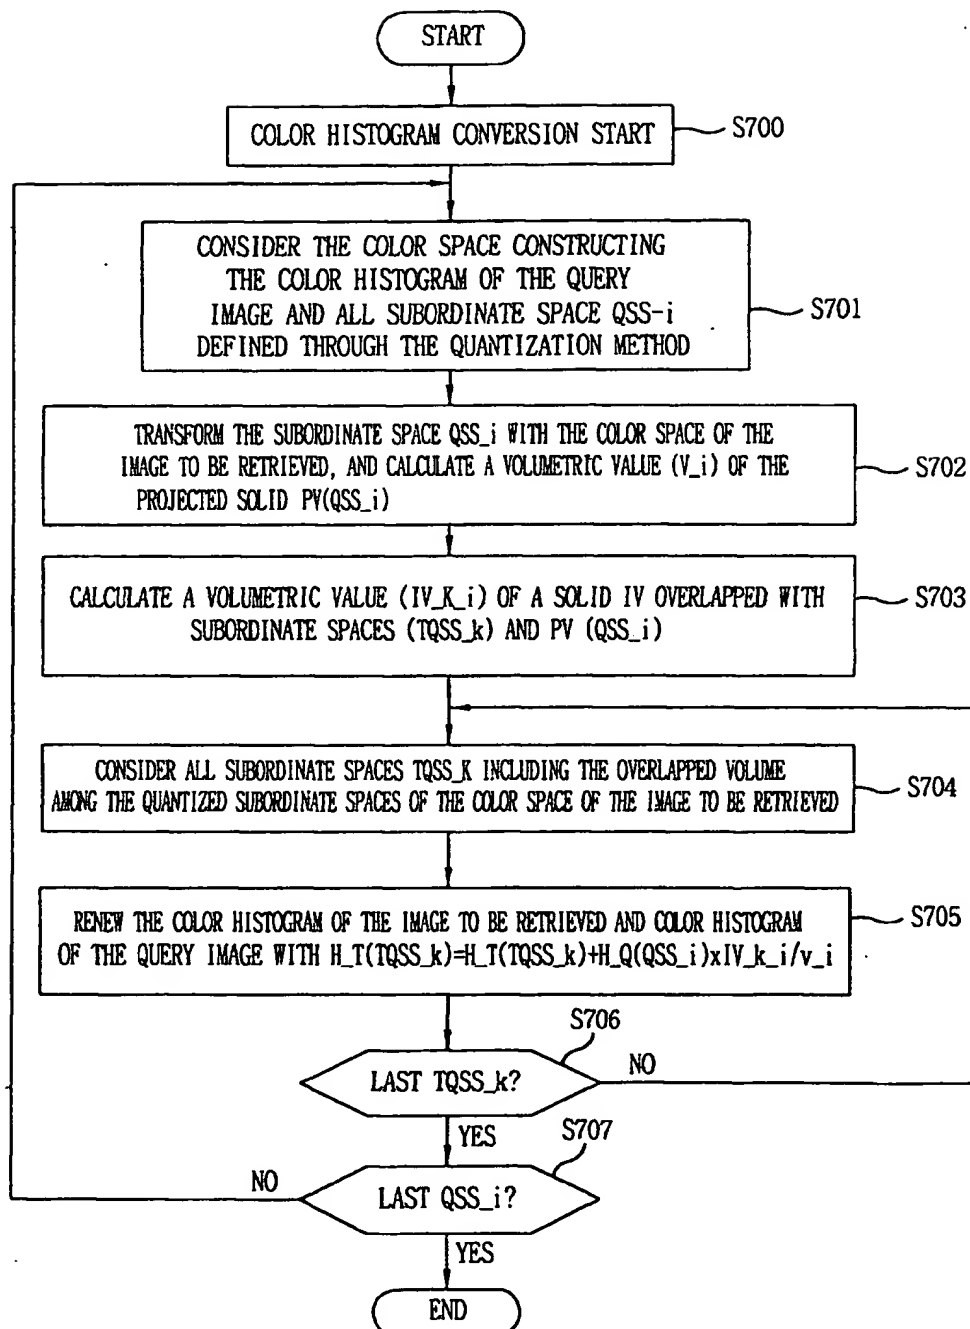 START
COLOR HISTOGRAM CONVERSION START
S700
CONSIDER THE COLOR SPACE CONSTRUCTING
THE COLOR HISTOGRAM OF THE QUERY
IMAGE AND ALL SUBORDINATE SPACE QSS-i
DEFINED THROUGH THE QUANTIZATION METHOD
S701
TRANSFORM THE SUBORDINATE SPACE QSS_i WITH THE COLOR SPACE OF THE
IMAGE TO BE RETRIEVED, AND CALCULATE A VOLUMETRIC VALUE (V_i) OF THE
PROJECTED SOLID PV(QSS_i)
S702
CALCULATE A VOLUMETRIC VALUE (IV_K_i) OF A SOLID IV OVERLAPPED WITH
SUBORDINATE SPACES (TQSS_k) AND PV (QSS_i)
S703
CONSIDER ALL SUBORDINATE SPACES TQSS_K INCLUDING THE OVERLAPPED VOLUME
AMONG THE QUANTIZED SUBORDINATE SPACES OF THE COLOR SPACE OF THE IMAGE TO BE RETRIEVED
S704
RENEW THE COLOR HISTOGRAM OF THE IMAGE TO BE RETRIEVED AND COLOR HISTOGRAM
OF THE QUERY IMAGE WITH H_T(TQSS_k)=H_T(TQSS_k)+H_Q(QSS_i)xIV_k_i/v_i
S705
LAST TQSS_k?
S706
NO
YES
LAST QSS_i?
S707
NO
YES
END